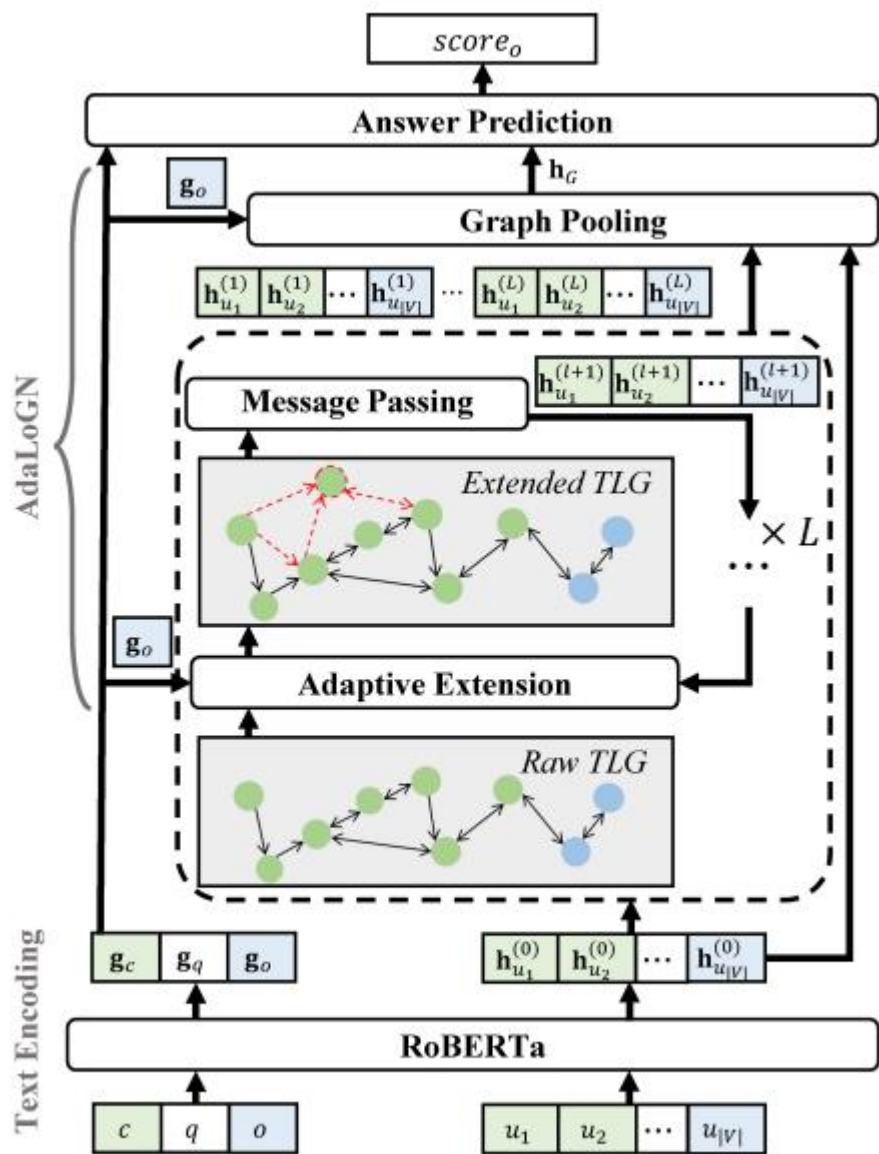 score_o
Answer Prediction
h_G
g_o
Graph Pooling
h_{u_1}^{(1)} h_{u_2}^{(1)} ⋯ h_{u_{|V|}}^{(1)} ⋯ h_{u_1}^{(L)} h_{u_2}^{(L)} ⋯ h_{u_{|V|}}^{(L)}
h_{u_1}^{(l+1)} h_{u_2}^{(l+1)} ⋯ h_{u_{|V|}}^{(l+1)}
Message Passing
Extended TLG
× L
⋯
g_o
Adaptive Extension
Raw TLG
AdaLoGN
g_c g_q g_o
h_{u_1}^{(0)} h_{u_2}^{(0)} ⋯ h_{u_{|V|}}^{(0)}
RoBERTa
c q o
u_1 u_2 ⋯ u_{|V|}
Text Encoding